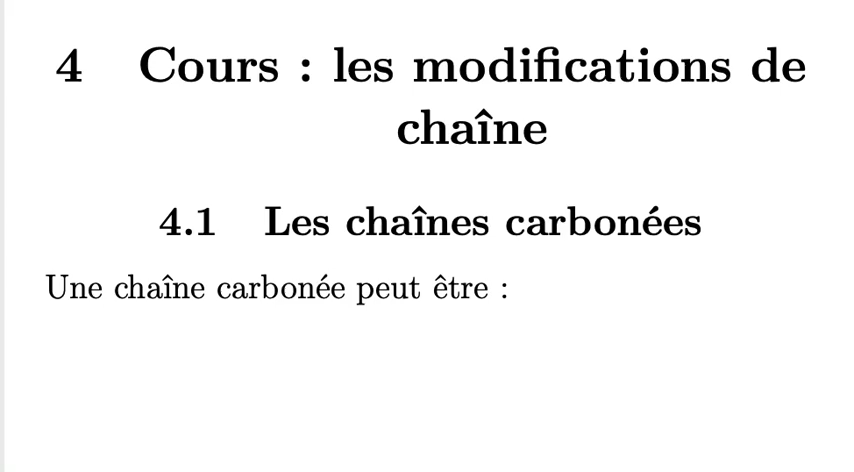 4 Cours : les modifications de
chaîne
4.1 Les chaînes carbonées
Une chaîne carbonée peut être :